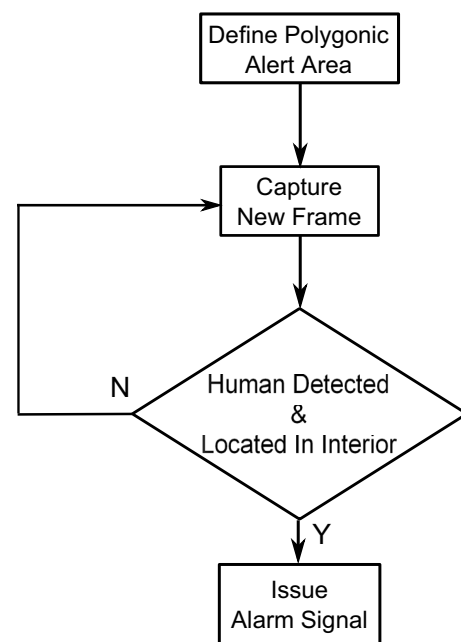 Define Polygonic
Alert Area
Capture
New Frame
N
Human Detected
&
Located In Interior
Y
Issue
Alarm Signal